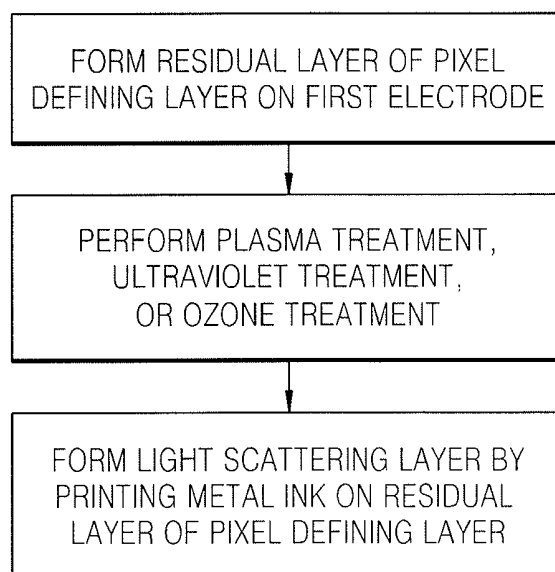 FORM RESIDUAL LAYER OF PIXEL
DEFINING LAYER ON FIRST ELECTRODE
PERFORM PLASMA TREATMENT,
ULTRAVIOLET TREATMENT,
OR OZONE TREATMENT
FORM LIGHT SCATTERING LAYER BY
PRINTING METAL INK ON RESIDUAL
LAYER OF PIXEL DEFINING LAYER